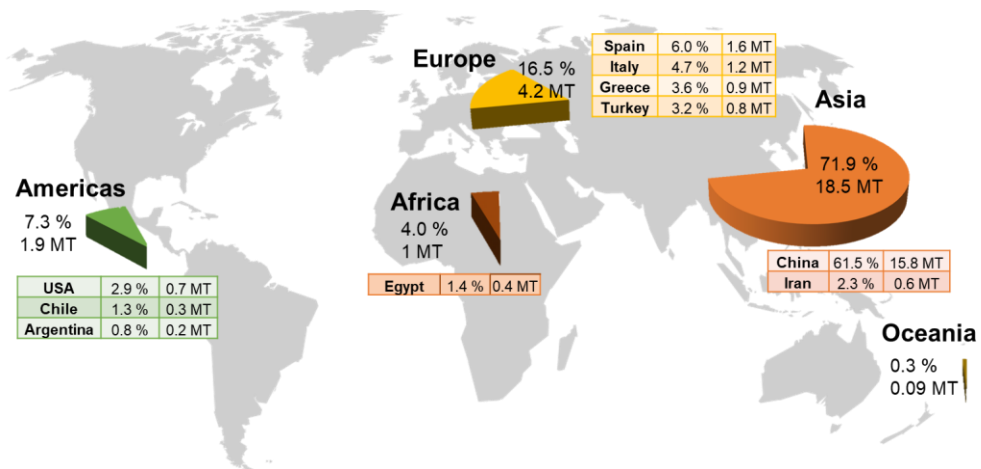 Europe
16.5 %
4.2 MT
Spain 6.0 % 1.6 MT
Italy 4.7 % 1.2 MT
Greece 3.6 % 0.9 MT
Turkey 3.2 % 0.8 MT
Asia
71.9 %
18.5 MT
China 61.5 % 15.8 MT
Iran 2.3 % 0.6 MT
Americas
7.3 %
1.9 MT
USA 2.9 % 0.7 MT
Chile 1.3 % 0.3 MT
Argentina 0.8 % 0.2 MT
Africa
4.0 %
1 MT
Egypt 1.4 % 0.4 MT
Oceania
0.3 %
0.09 MT